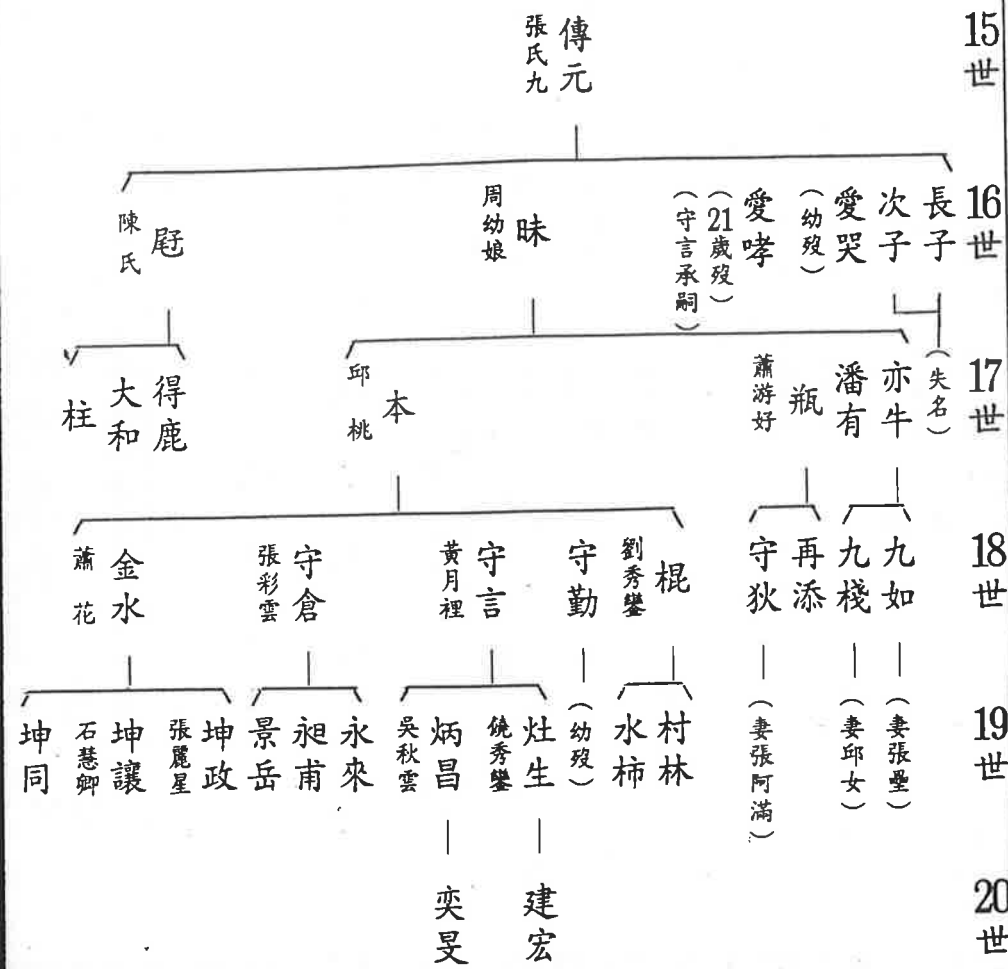 15世
傳元
張氏九
16世
長子
次子
愛哭
（幼歿）
愛哮
（21歲歿）
（守言承嗣）
昧
周幼娘
屘
陳氏
17世
（失名）
亦牛
潘有
瓶
蕭游好
本
邱桃
得鹿
大和
柱
18世
九如
九棧
再添
守狄
棍
劉秀鑾
守勤
守言
黃月裡
守倉
張彩雲
金水
蕭花
19世
（妻張壘）
（妻邱女）
（妻張阿滿）
村林
水柿
（幼歿）
灶生
饒秀鑾
炳昌
吳秋雲
永來
昶甫
景岳
坤政
張麗星
坤讓
石慧卿
坤同
20世
建宏
奕旻